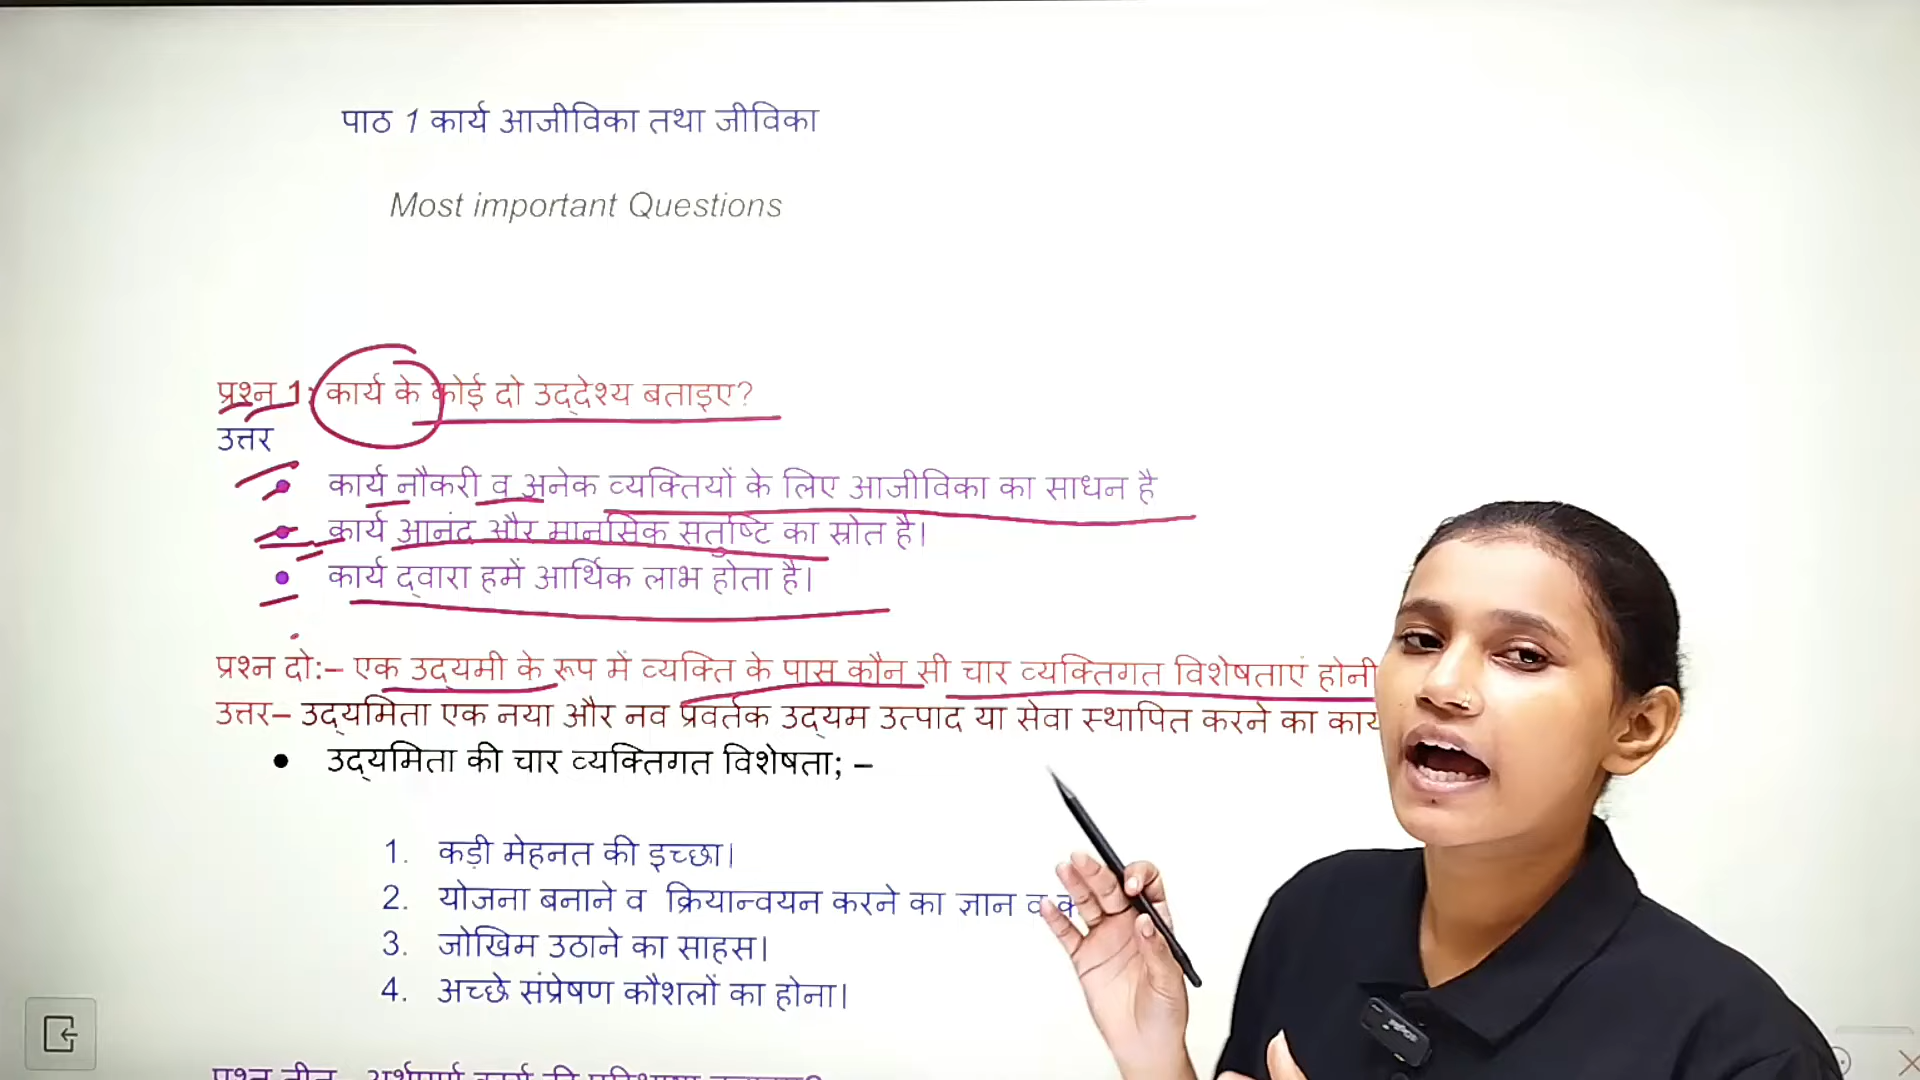 पाठ 1 कार्य आजीविका तथा जीविका
Most important Questions
प्रश्न 1: कार्य के कोई दो उद्देश्य बताइए?
उत्तर
कार्य नौकरी व अनेक व्यक्तियों के लिए आजीविका का साधन है
कार्य आनंद और मानसिक सतुष्टि का स्रोत है।
कार्य द्वारा हमें आर्थिक लाभ होता है।
प्रश्न दो:– एक उद्यमी के रूप में व्यक्ति के पास कौन सी चार व्यक्तिगत विशेषताएं होनी
उत्तर– उद्यमिता एक नया और नव प्रवर्तक उद्यम उत्पाद या सेवा स्थापित करने का कार्य
● उद्यमिता की चार व्यक्तिगत विशेषता; –
1. कड़ी मेहनत की इच्छा।
2. योजना बनाने व क्रियान्वयन करने का ज्ञान व
3. जोखिम उठाने का साहस।
4. अच्छे संप्रेषण कौशलों का होना।